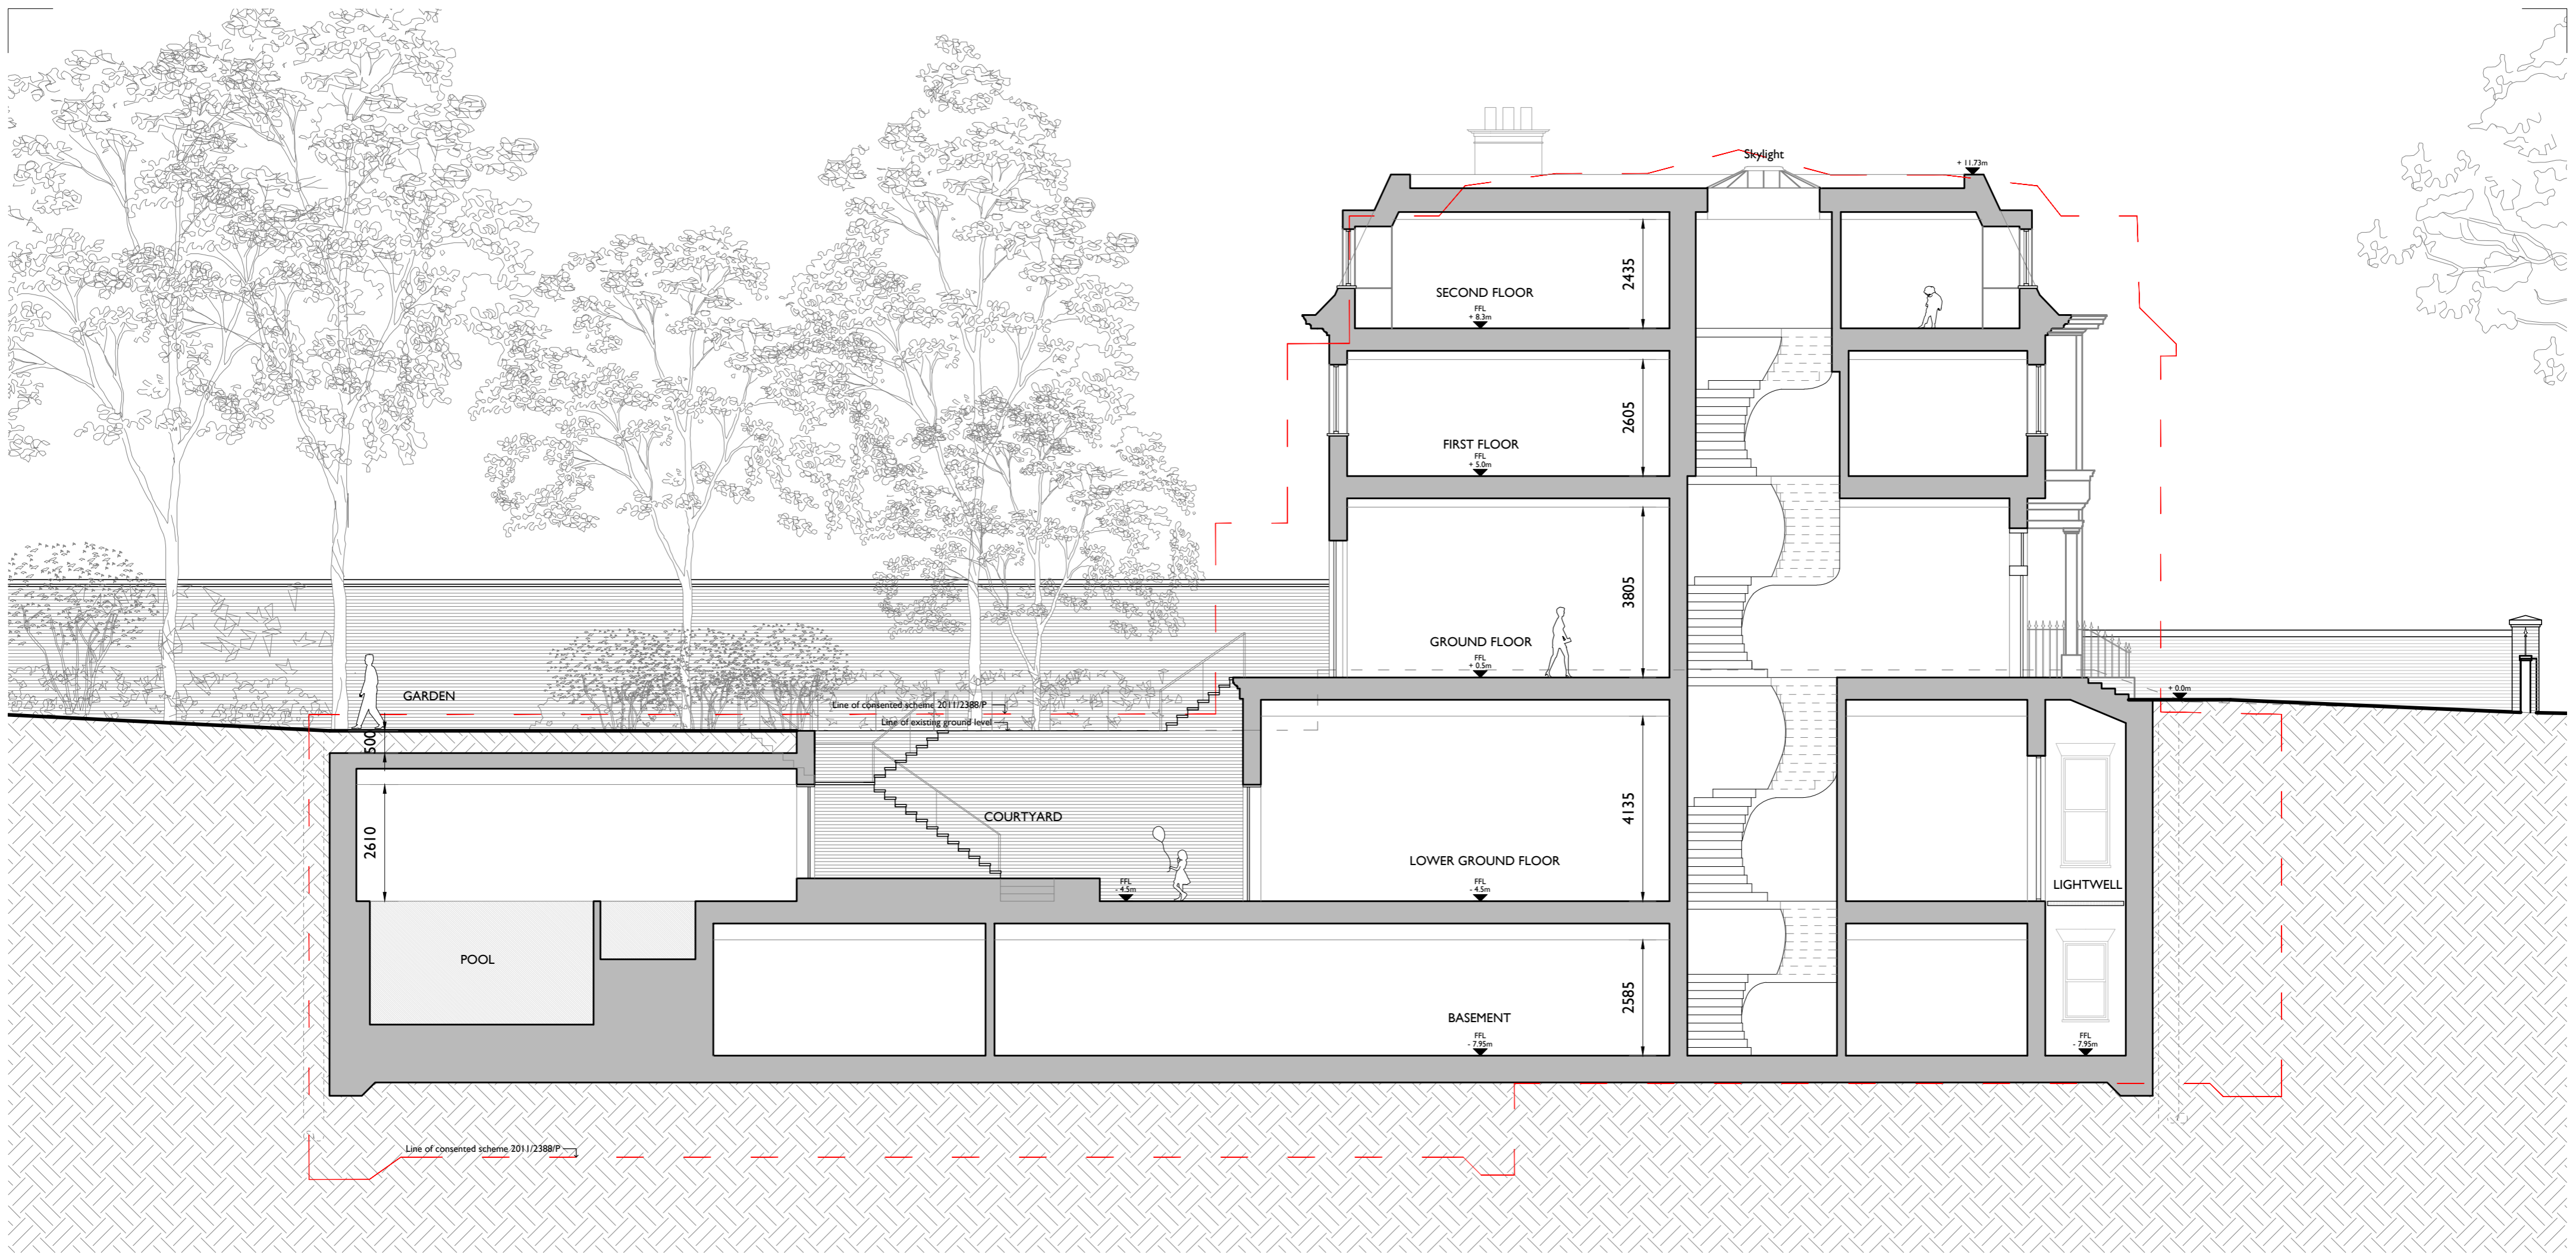 Skylight
+ 11.73m
2435
SECOND FLOOR
FFL
+ 8.3m
2605
FIRST FLOOR
FFL
+ 5.0m
3805
GROUND FLOOR
FFL
+ 0.5m
GARDEN
+ 0.0m
Line of consented scheme 2011/2388/P
Line of existing ground level
500
COURTYARD
4135
2610
LOWER GROUND FLOOR
FFL
- 4.5m
FFL
- 4.5m
LIGHTWELL
POOL
2585
BASEMENT
FFL
- 7.95m
FFL
- 7.95m
Line of consented scheme 2011/2388/P